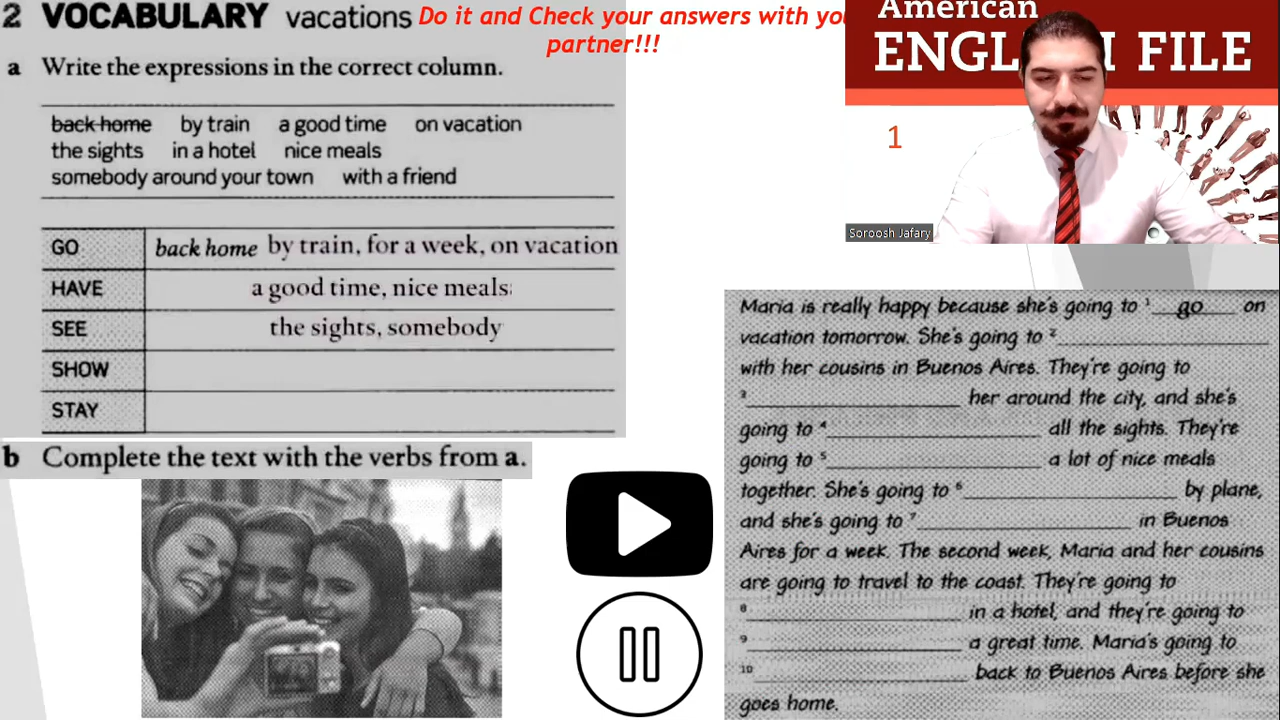 2 VOCABULARY vacations
Do it and Check your answers with you
partner!!!
a Write the expressions in the correct column.
back home by train a good time on vacation
the sights in a hotel nice meals
somebody around your town with a friend
GO back home by train, for a week, on vacation
HAVE a good time, nice meals
SEE the sights, somebody
SHOW
STAY
b Complete the text with the verbs from a.
American
ENGL I FILE
1
Soroosh Jafary
Maria is really happy because she's going to 1 go on
vacation tomorrow. She's going to 2
with her cousins in Buenos Aires. They're going to
3 her around the city, and she's
going to 4 all the sights. They're
going to 5 a lot of nice meals
together. She's going to 6 by plane,
and she's going to 7 in Buenos
Aires for a week. The second week, Maria and her cousins
are going to travel to the coast. They're going to
8 in a hotel, and they're going to
9 a great time. Maria's going to
10 back to Buenos Aires before she
goes home.